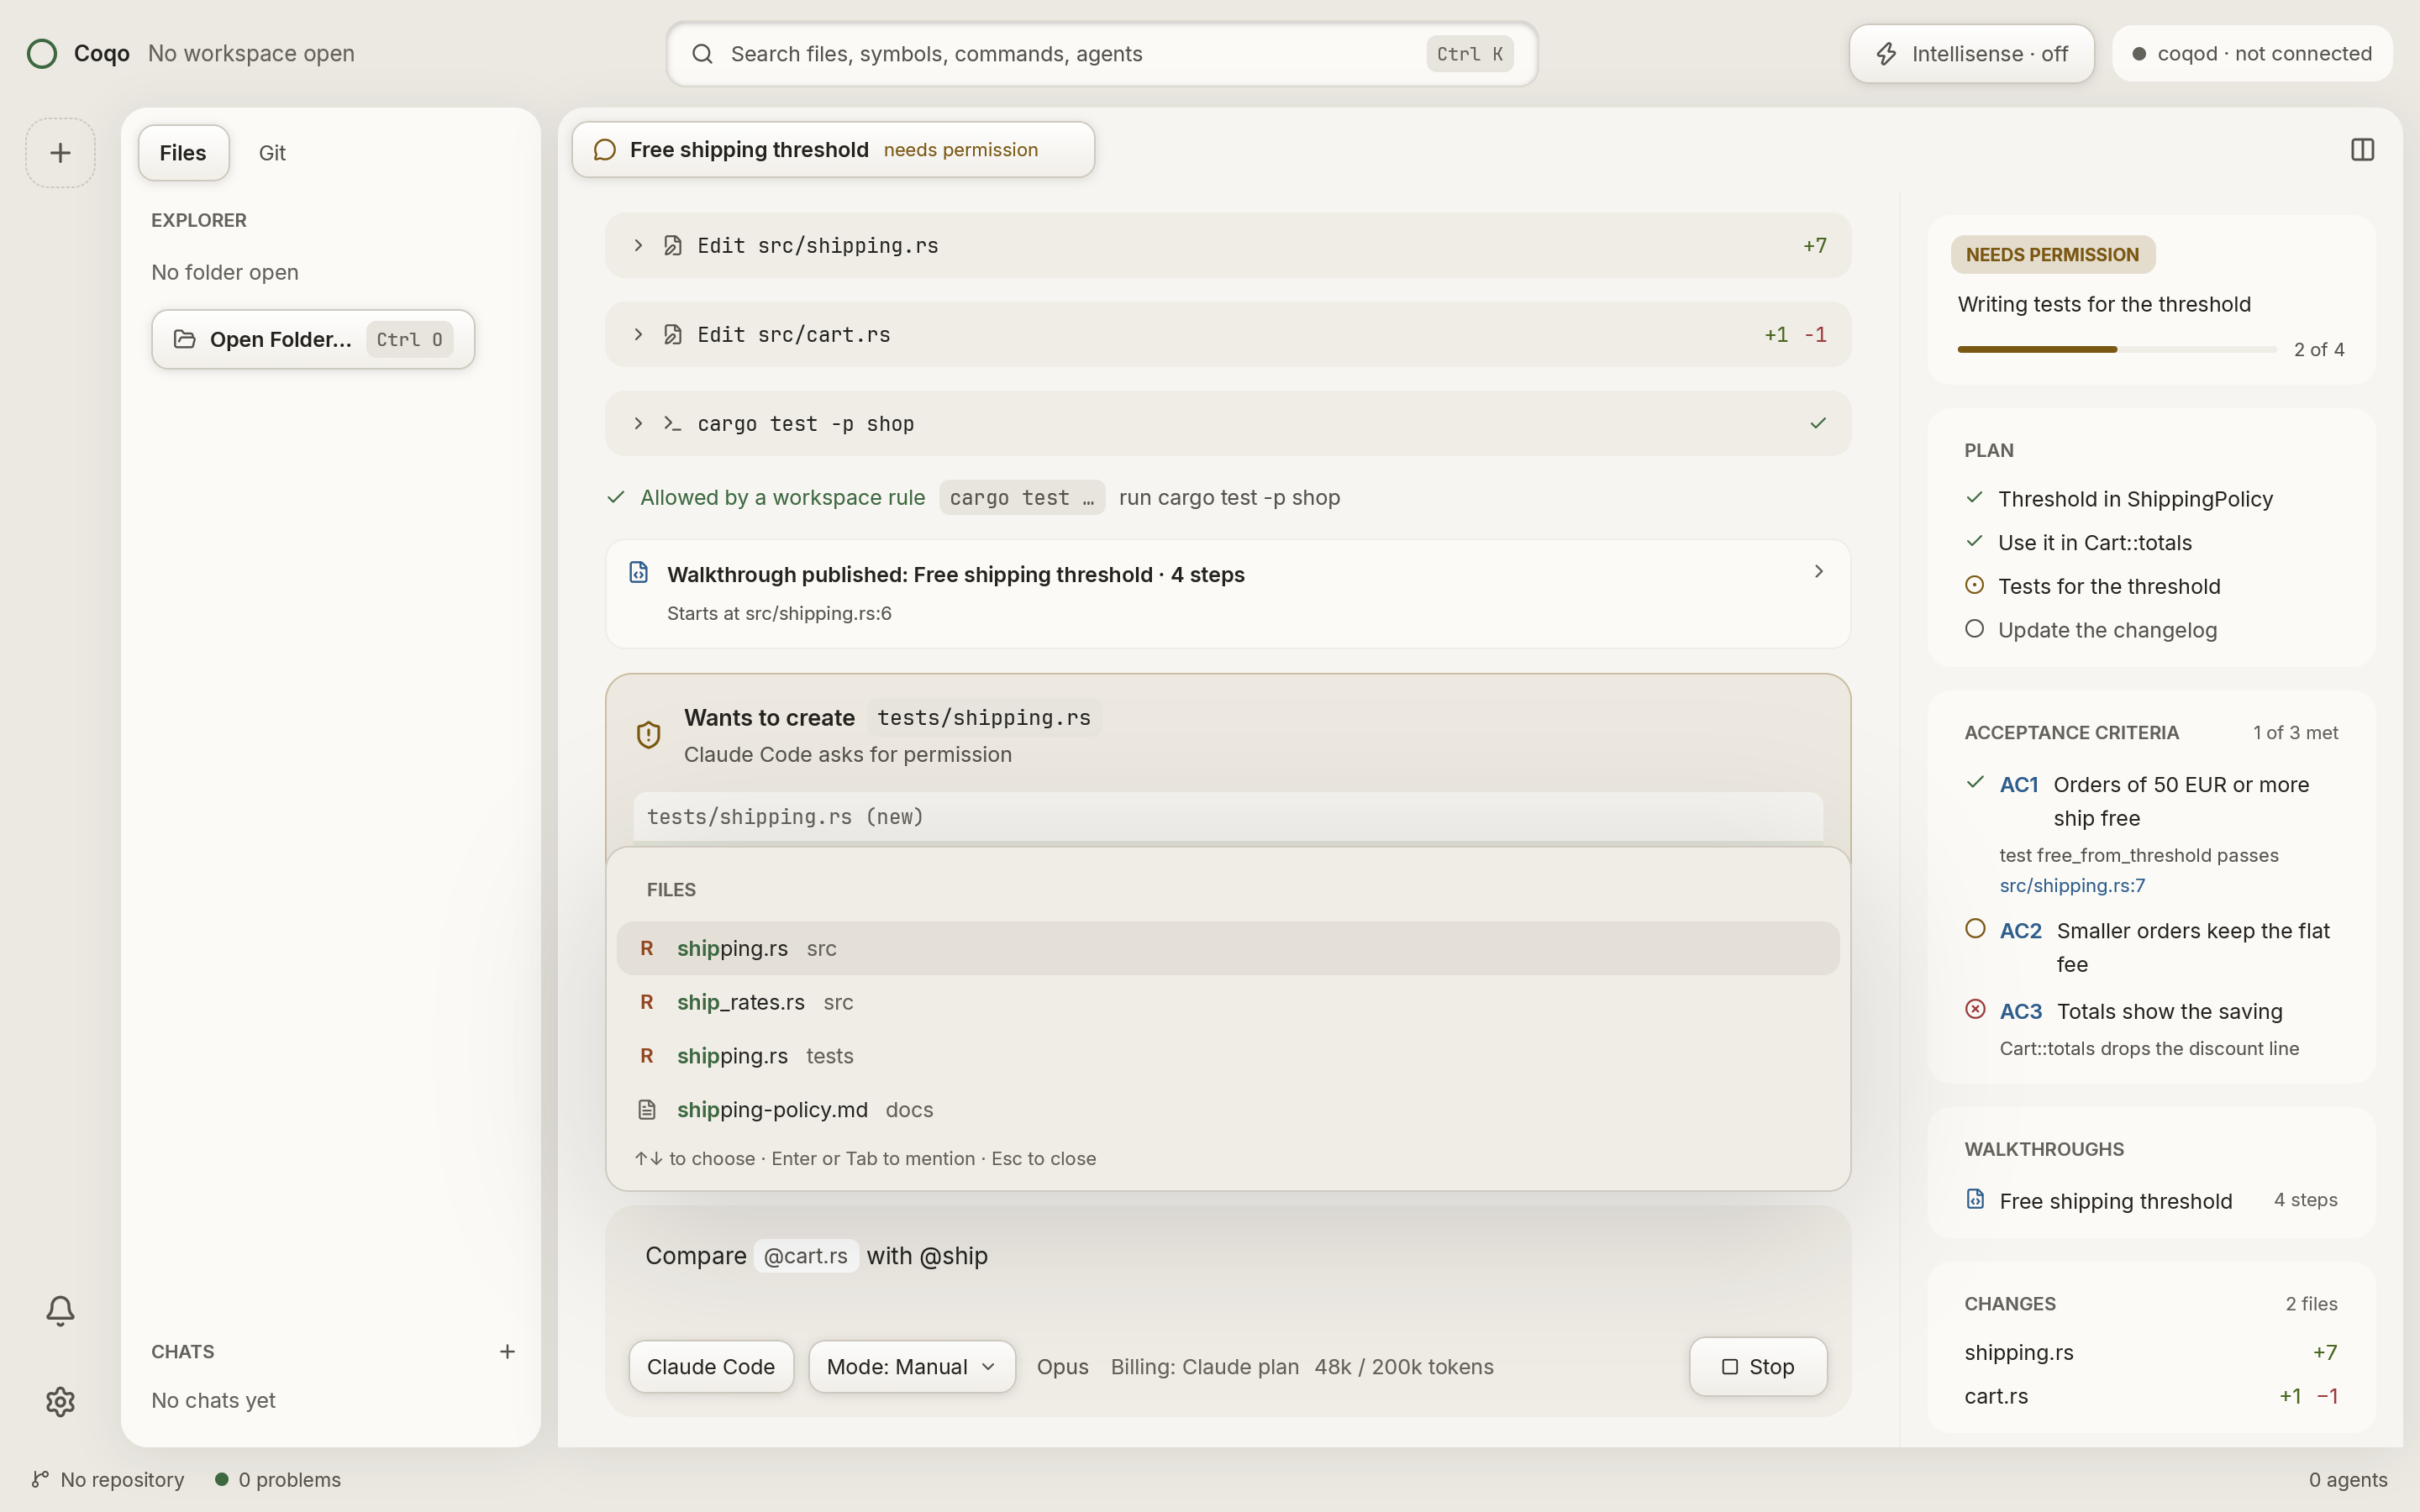 Coqo No workspace open
Search files, symbols, commands, agents Ctrl K
Intellisense · off
coqod · not connected
Files Git
EXPLORER
No folder open
Open Folder... Ctrl O
CHATS
No chats yet
Free shipping threshold needs permission
Edit src/shipping.rs +7
Edit src/cart.rs +1 -1
cargo test -p shop
Allowed by a workspace rule cargo test … run cargo test -p shop
Walkthrough published: Free shipping threshold · 4 steps
Starts at src/shipping.rs:6
Wants to create tests/shipping.rs
Claude Code asks for permission
tests/shipping.rs (new)
FILES
R shipping.rs src
R ship_rates.rs src
R shipping.rs tests
shipping-policy.md docs
↑↓ to choose · Enter or Tab to mention · Esc to close
Compare @cart.rs with @ship
Claude Code Mode: Manual Opus Billing: Claude plan 48k / 200k tokens Stop
NEEDS PERMISSION
Writing tests for the threshold
2 of 4
PLAN
Threshold in ShippingPolicy
Use it in Cart::totals
Tests for the threshold
Update the changelog
ACCEPTANCE CRITERIA 1 of 3 met
AC1 Orders of 50 EUR or more
ship free
test free_from_threshold passes
src/shipping.rs:7
AC2 Smaller orders keep the flat
fee
AC3 Totals show the saving
Cart::totals drops the discount line
WALKTHROUGHS
Free shipping threshold 4 steps
CHANGES 2 files
shipping.rs +7
cart.rs +1 −1
No repository 0 problems
0 agents